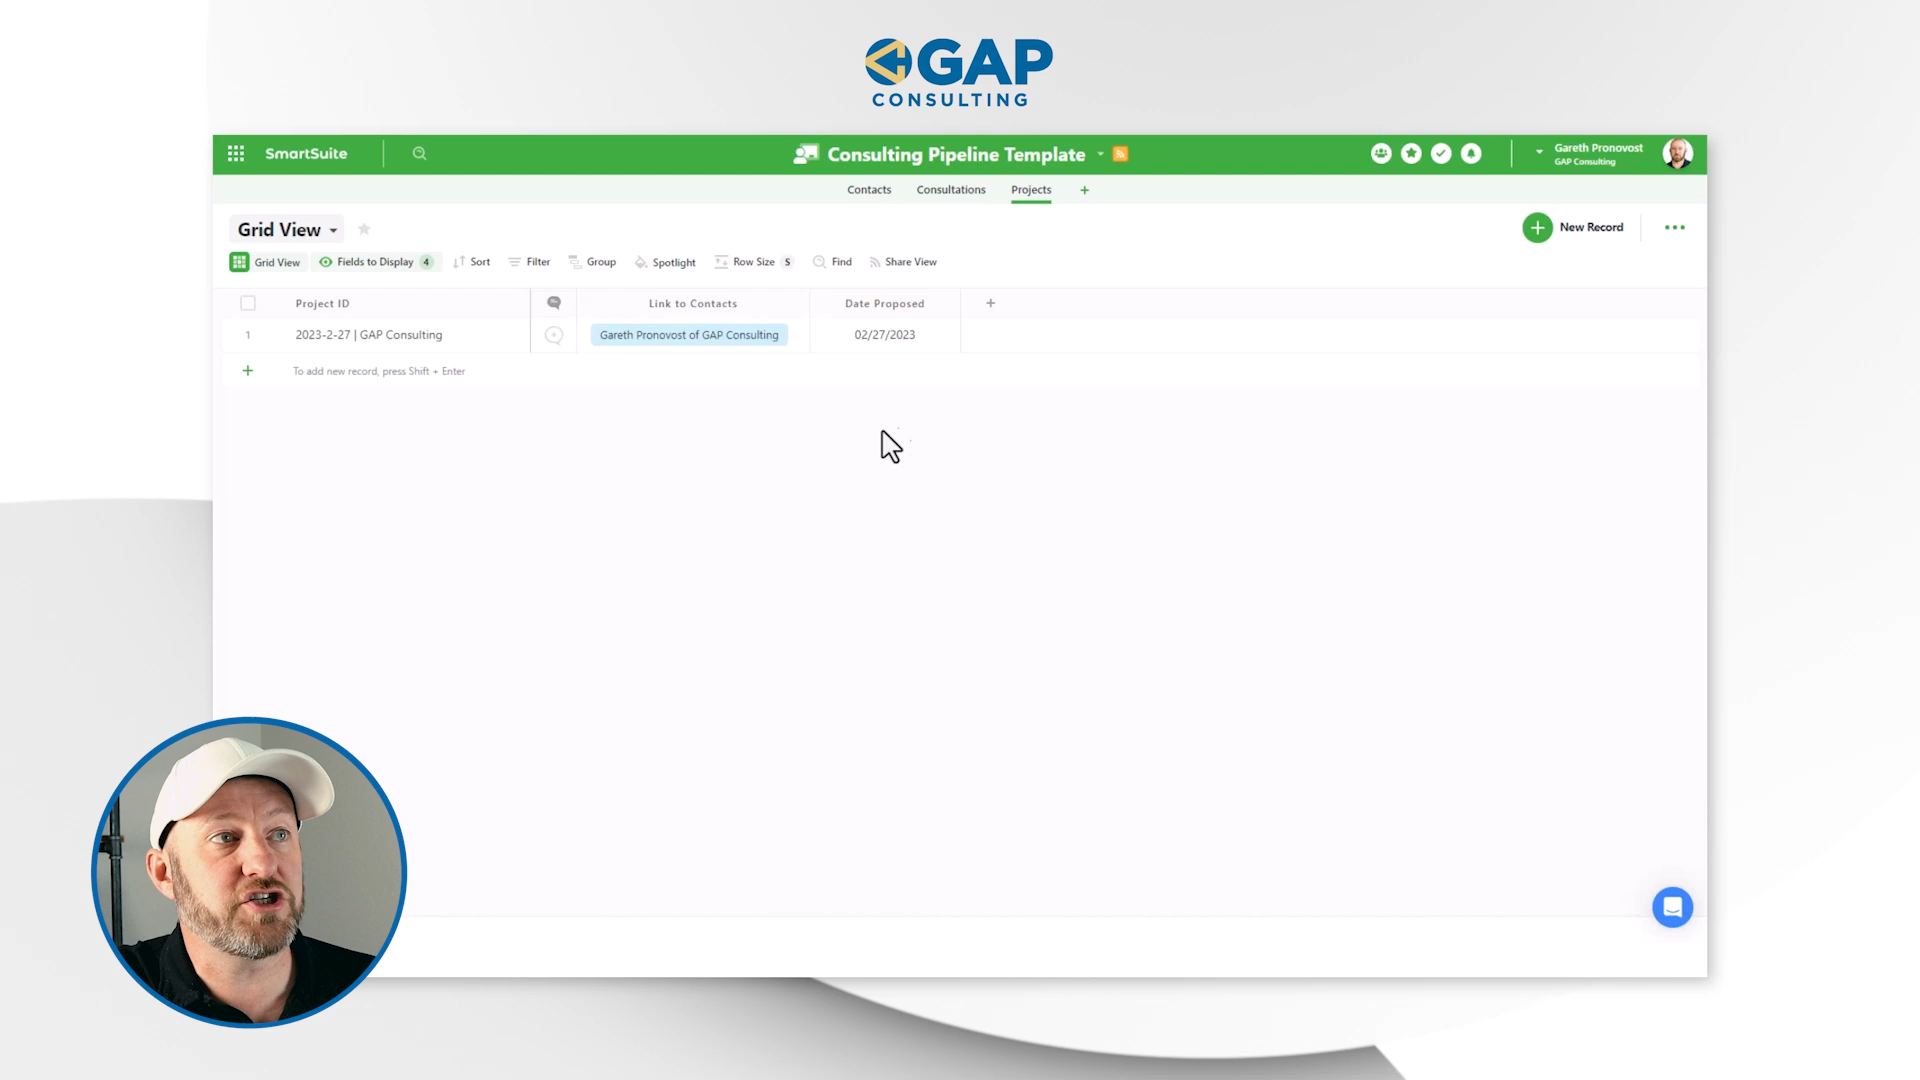 GAP
CONSULTING
SmartSuite
Consulting Pipeline Template
Gareth Pronovost
GAP Consulting
Contacts
Consultations
Projects
+
Grid View
New Record
Grid View
Fields to Display 4
Sort
Filter
Group
Spotlight
Row Size S
Find
Share View
Project ID
Link to Contacts
Date Proposed
+
1
2023-2-27 | GAP Consulting
Gareth Pronovost of GAP Consulting
02/27/2023
+
To add new record, press Shift + Enter